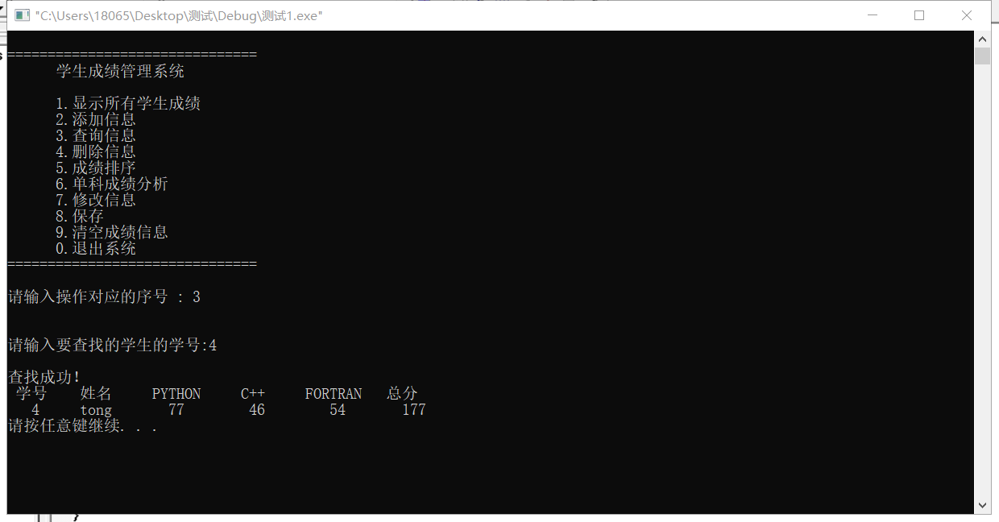 "C:\Users\18065\Desktop\测试\Debug\测试1.exe"
===============================
学生成绩管理系统
1.显示所有学生成绩
2.添加信息
3.查询信息
4.删除信息
5.成绩排序
6.单科成绩分析
7.修改信息
8.保存
9.清空成绩信息
0.退出系统
===============================
请输入操作对应的序号 : 3
请输入要查找的学生的学号:4
查找成功!
学号 姓名 PYTHON C++ FORTRAN 总分
4 tong 77 46 54 177
请按任意键继续. . .